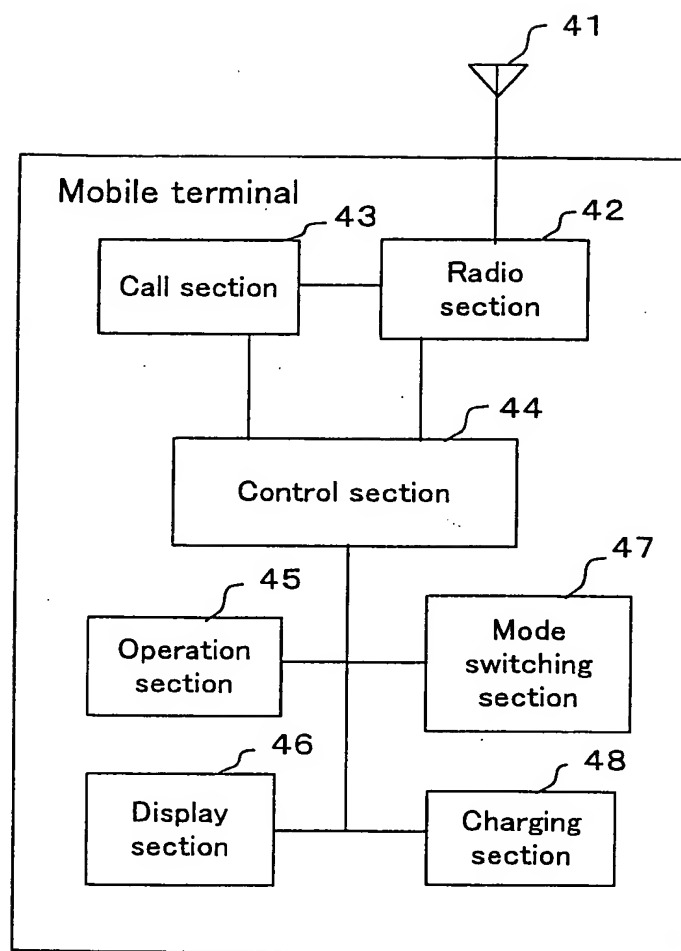 41
Mobile terminal
43
42
Call section
Radio
section
44
Control section
45
47
Operation
section
Mode
switching
section
46
48
Display
section
Charging
section